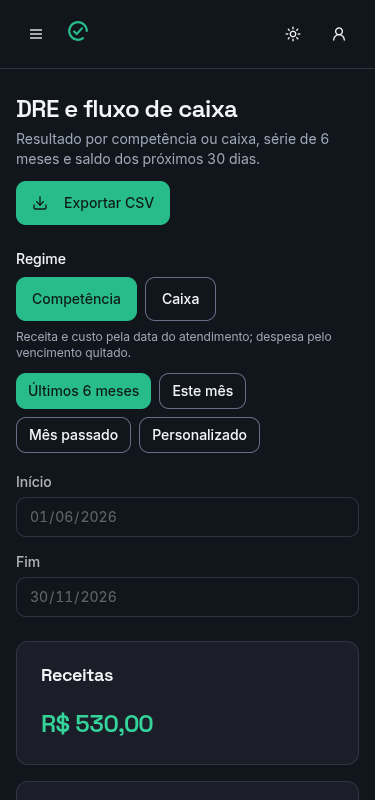 DRE e fluxo de caixa
Resultado por competência ou caixa, série de 6
meses e saldo dos próximos 30 dias.
Exportar CSV
Regime
Competência
Caixa
Receita e custo pela data do atendimento; despesa pelo
vencimento quitado.
Últimos 6 meses
Este mês
Mês passado
Personalizado
Início
01/06/2026
Fim
30/11/2026
Receitas
R$ 530,00